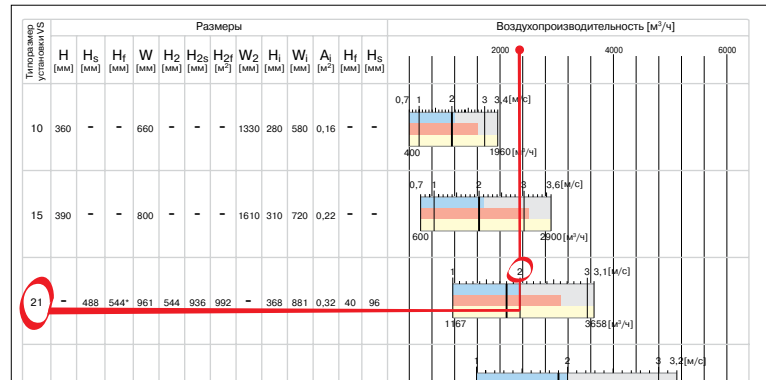 Типоразмер установки VS
Размеры
Воздухопроизводительность [м³/ч]
H [мм] Hs [мм] Hf [мм] W [мм] H2 [мм] H2s [мм] H2f [м²] W2 [мм] Hi [мм] Wi [мм] Ai [м²] Hf [мм] Hs [мм]
2000 4000 6000
0,7 1 2 3 3,4[м/с]
10 360 - - 660 - - - 1330 280 580 0,16 - -
400 1960[м³/ч]
0,7 1 2 3 3,6[м/с]
15 390 - - 800 - - - 1610 310 720 0,22 - -
600 2900[м³/ч]
1 2 3 3,1[м/с]
21 - 488 544* 961 544 936 992 - 368 881 0,32 40 96
1167 3658[м³/ч]
1 2 3 3,2[м/с]